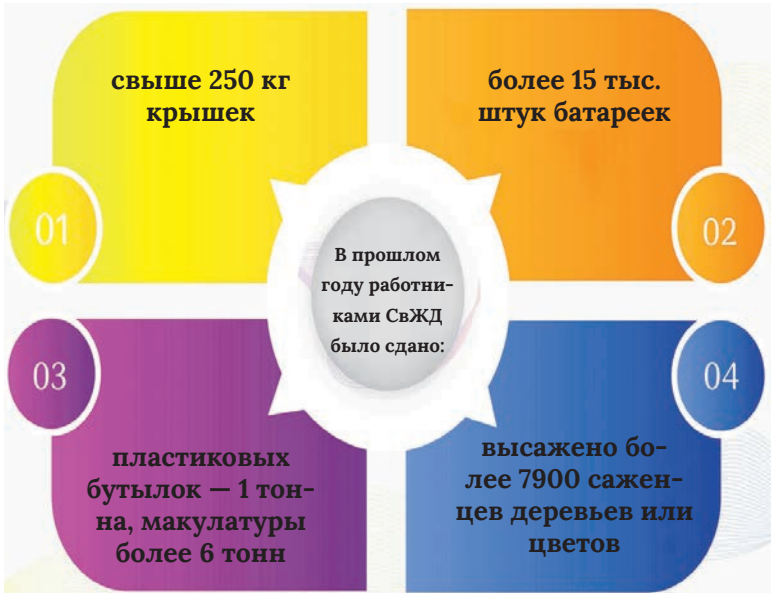 свыше 250 кг
крышек
01
более 15 тыс.
штук батареек
02
В прошлом
году работни-
ками СвЖД
было сдано:
03
пластиковых
бутылок — 1 тон-
на, макулатуры
более 6 тонн
04
высажено бо-
лее 7900 сажен-
цев деревьев или
цветов